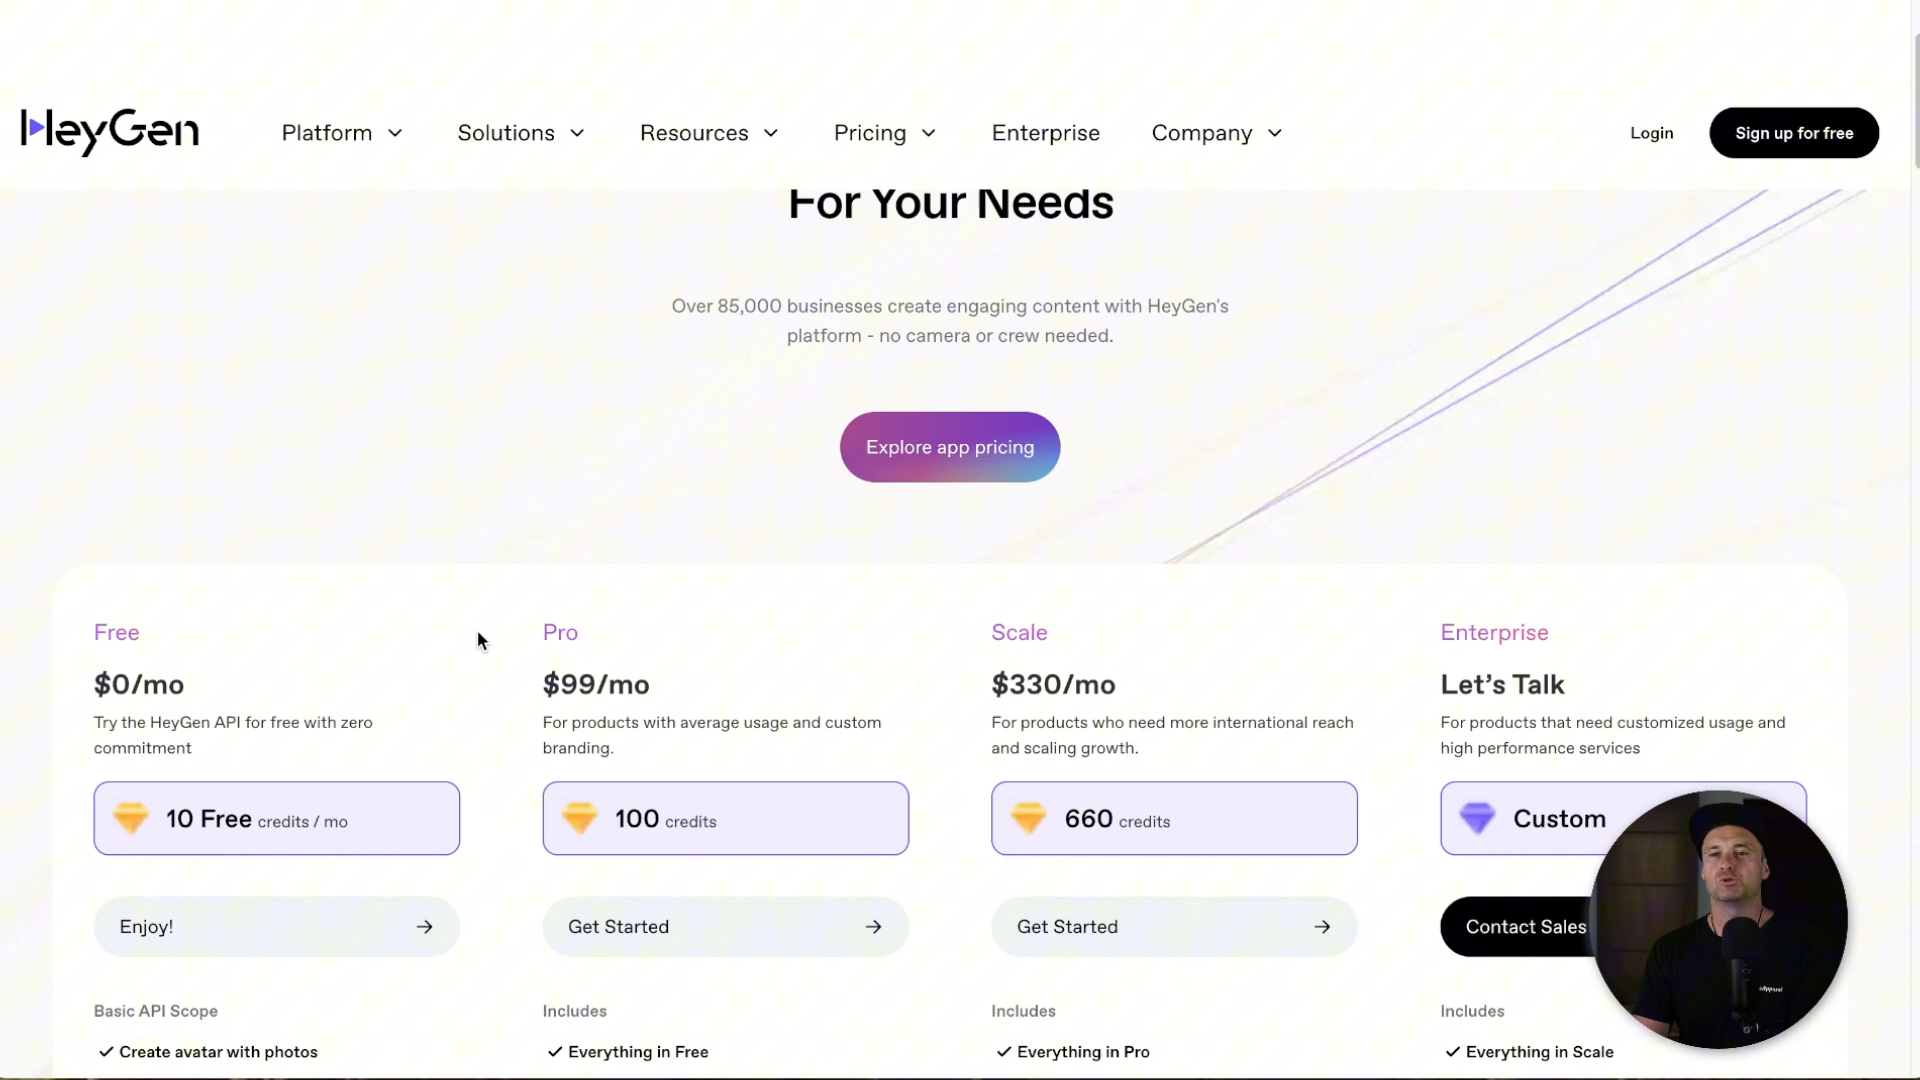 HeyGen
Platform
Solutions
Resources
Pricing
Enterprise
Company
Login
Sign up for free
For Your Needs
Over 85,000 businesses create engaging content with HeyGen's
platform - no camera or crew needed.
Explore app pricing
Free
$0/mo
Try the HeyGen API for free with zero
commitment
10 Free credits / mo
Enjoy!
Basic API Scope
Create avatar with photos
Pro
$99/mo
For products with average usage and custom
branding.
100 credits
Get Started
Includes
Everything in Free
Scale
$330/mo
For products who need more international reach
and scaling growth.
660 credits
Get Started
Includes
Everything in Pro
Enterprise
Let's Talk
For products that need customized usage and
high performance services
Custom
Contact Sales
Includes
Everything in Scale